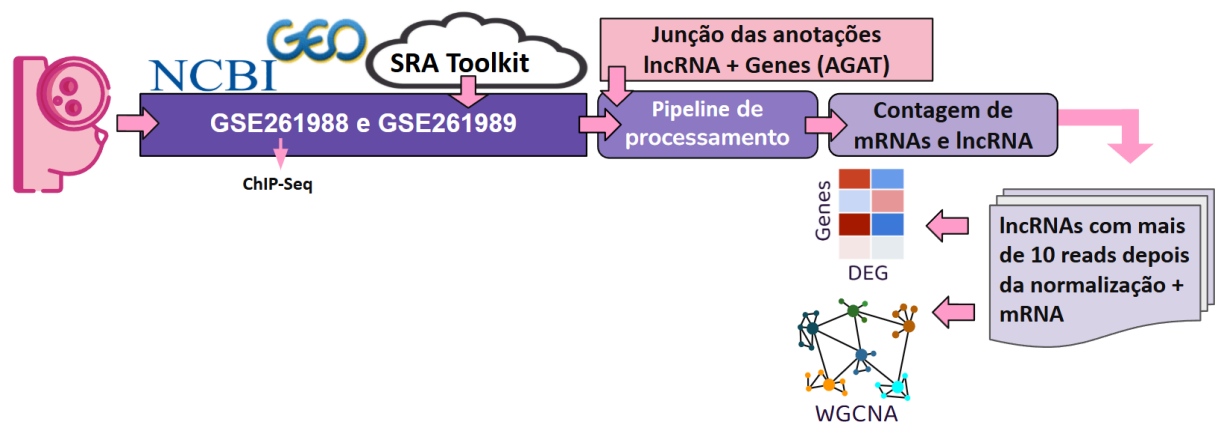 NCBI
GEO
SRA Toolkit
GSE261988 e GSE261989
ChIP-Seq
Junção das anotações
lncRNA + Genes (AGAT)
Pipeline de
processamento
Contagem de
mRNAs e lncRNA
lncRNAs com mais
de 10 reads depois
da normalização +
mRNA
Genes
DEG
WGCNA